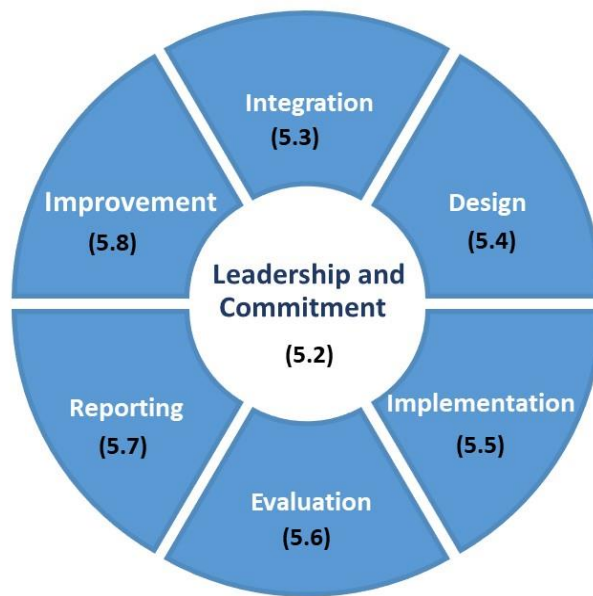 Integration
(5.3)
Design
(5.4)
Implementation
(5.5)
Evaluation
(5.6)
Reporting
(5.7)
Improvement
(5.8)
Leadership and
Commitment
(5.2)